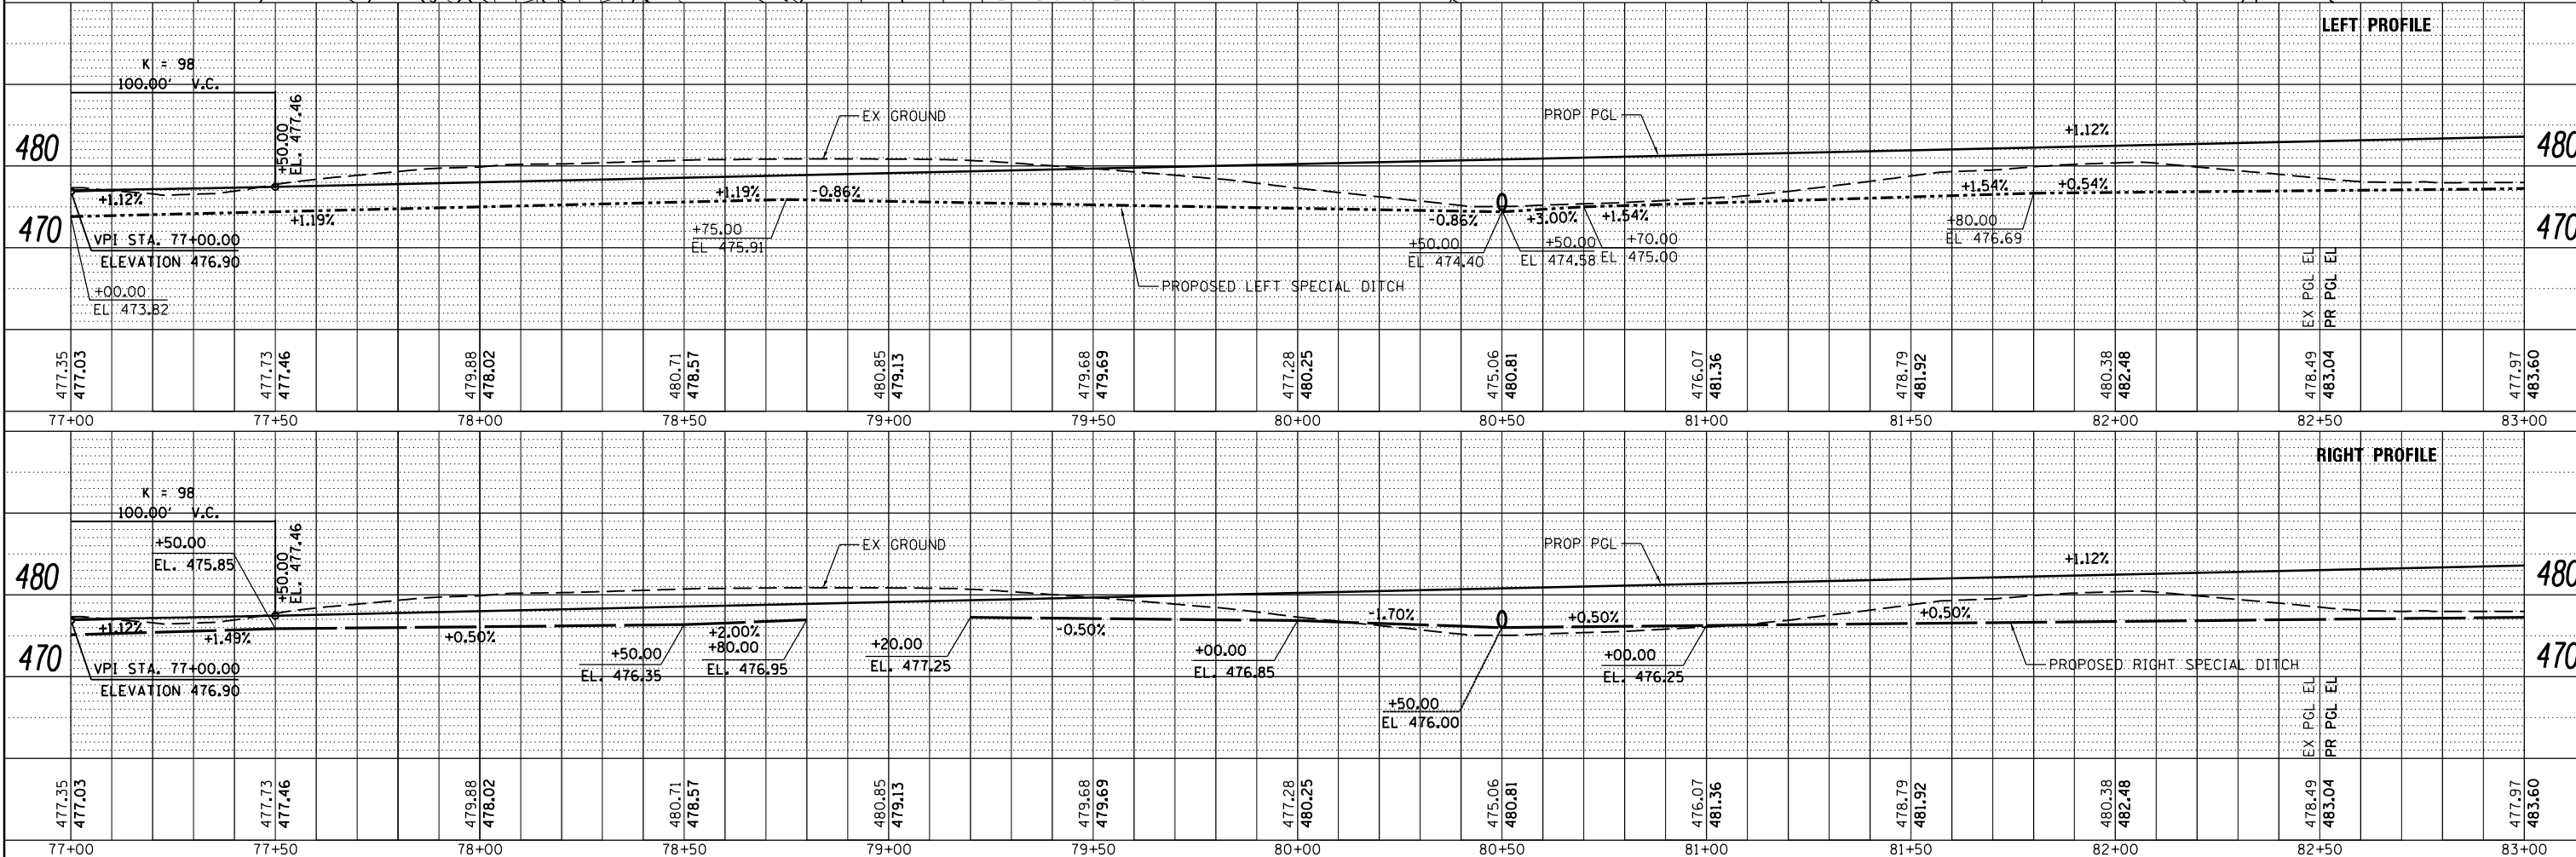 LEFT PROFILE
K = 98
100.00' V.C.
+50.00
EL. 477.46
EX GROUND
PROP PGL
+1.12%
480
480
+1.12%
+1.19%
+1.19%
-0.86%
+1.54%
+0.54%
-0.86%
+3.00%
+1.54%
470
470
VPI STA. 77+00.00
ELEVATION 476.90
+00.00
EL 473.82
+75.00
EL 475.91
+50.00
EL 474.40
+50.00
EL 474.58
+70.00
EL 475.00
+80.00
EL 476.69
PROPOSED LEFT SPECIAL DITCH
EX PGL EL
PR PGL EL
477.35
477.03
477.73
477.46
479.88
478.02
480.71
478.57
480.85
479.13
479.68
479.69
477.28
480.25
475.06
480.81
476.07
481.36
478.79
481.92
480.38
482.48
478.49
483.04
477.97
483.60
77+00 77+50 78+00 78+50 79+00 79+50 80+00 80+50 81+00 81+50 82+00 82+50 83+00
RIGHT PROFILE
K = 98
100.00' V.C.
+50.00
EL. 475.85
+50.00
EL. 477.46
EX GROUND
PROP PGL
+1.12%
480
480
+1.12%
+1.49%
+0.50%
+2.00%
-0.50%
-1.70%
+0.50%
+0.50%
470
470
VPI STA. 77+00.00
ELEVATION 476.90
+50.00
EL. 476.35
+80.00
EL. 476.95
+20.00
EL. 477.25
+00.00
EL. 476.85
+50.00
EL 476.00
+00.00
EL. 476.25
PROPOSED RIGHT SPECIAL DITCH
EX PGL EL
PR PGL EL
477.35
477.03
477.73
477.46
479.88
478.02
480.71
478.57
480.85
479.13
479.68
479.69
477.28
480.25
475.06
480.81
476.07
481.36
478.79
481.92
480.38
482.48
478.49
483.04
477.97
483.60
77+00 77+50 78+00 78+50 79+00 79+50 80+00 80+50 81+00 81+50 82+00 82+50 83+00